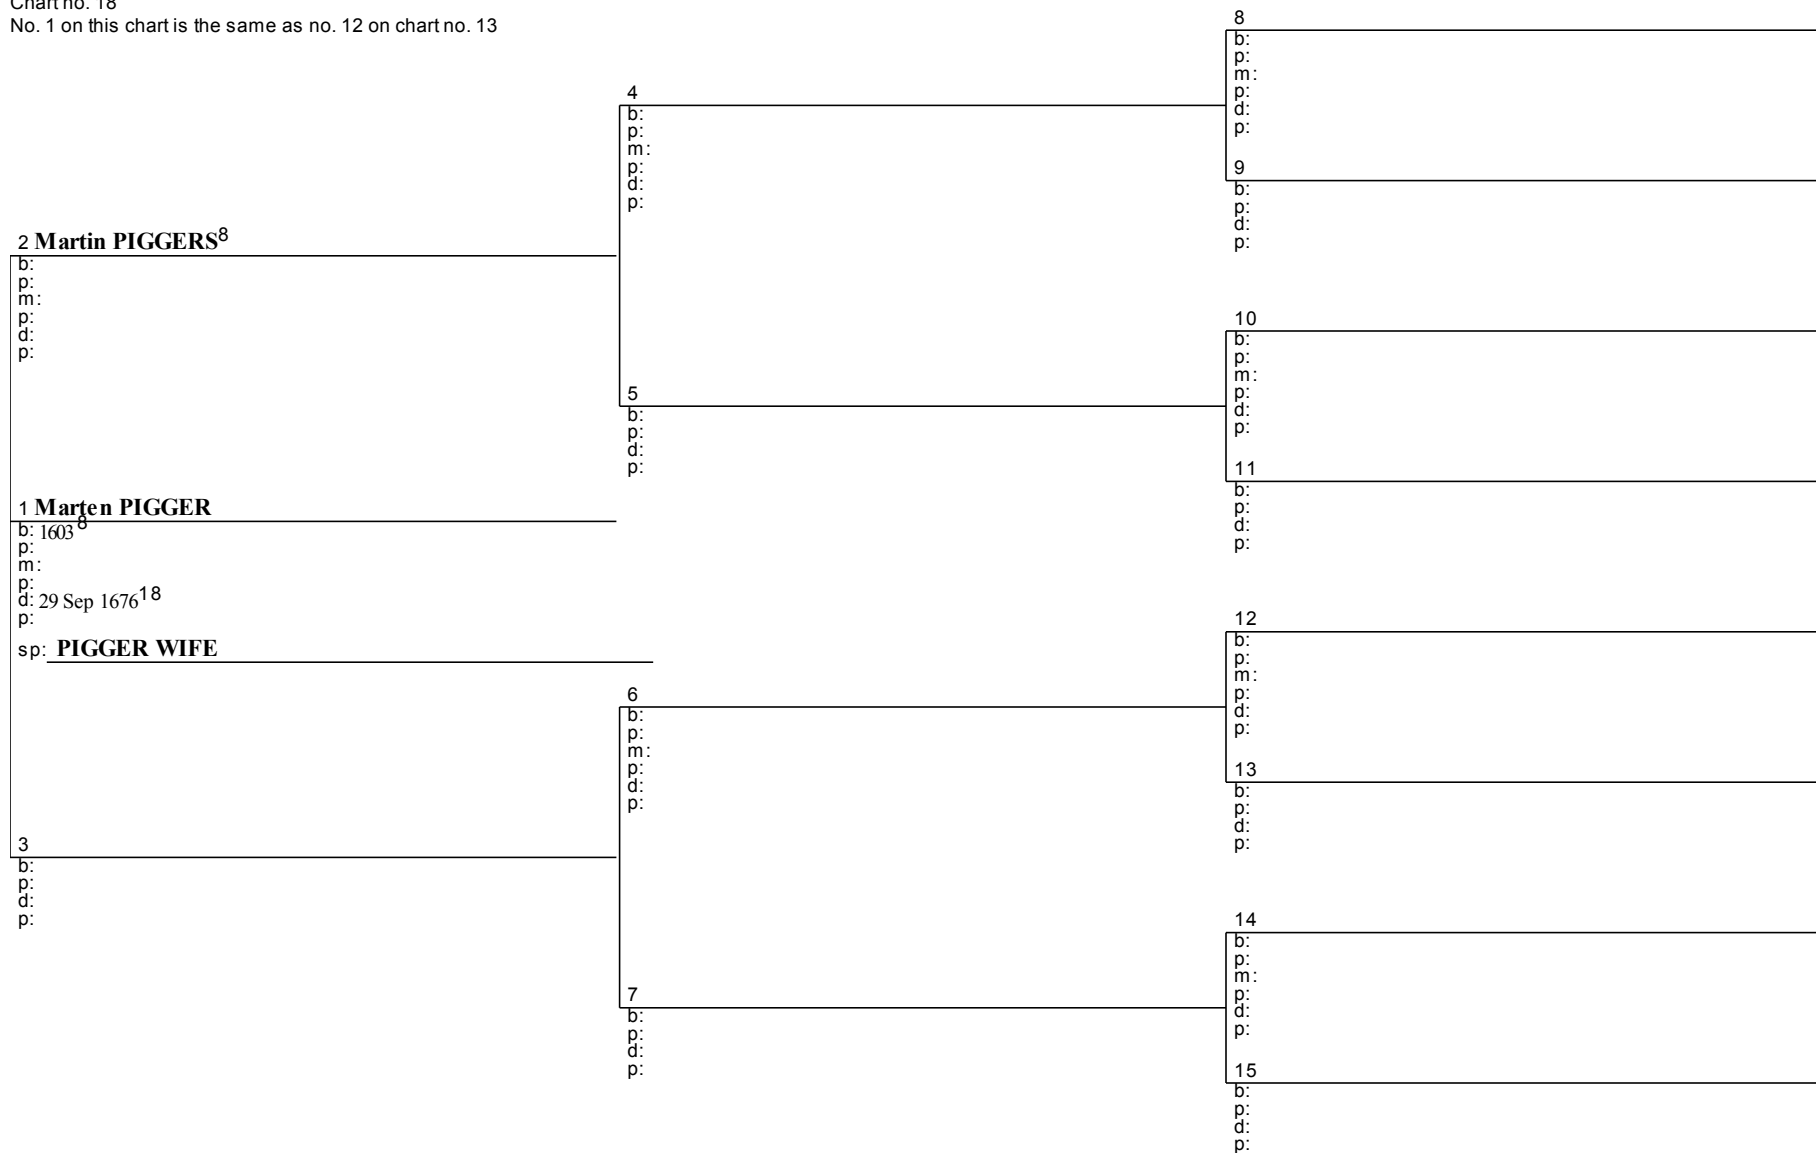 Chart no. 18
No. 1 on this chart is the same as no. 12 on chart no. 13
2 Martin PIGGERS8
b:
p:
m:
p:
d:
p:
1 Marten PIGGER
b: 1603 8
p:
m:
p:
d: 29 Sep 1676 18
p:
sp: PIGGER WIFE
3
b:
p:
d:
p:
4
b:
p:
m:
p:
d:
p:
5
b:
p:
d:
p:
6
b:
p:
m:
p:
d:
p:
7
b:
p:
d:
p:
8
b:
p:
m:
p:
d:
p:
9
b:
p:
d:
p:
10
b:
p:
m:
p:
d:
p:
11
b:
p:
d:
p:
12
b:
p:
m:
p:
d:
p:
13
b:
p:
d:
p:
14
b:
p:
m:
p:
d:
p:
15
b:
p:
d:
p: